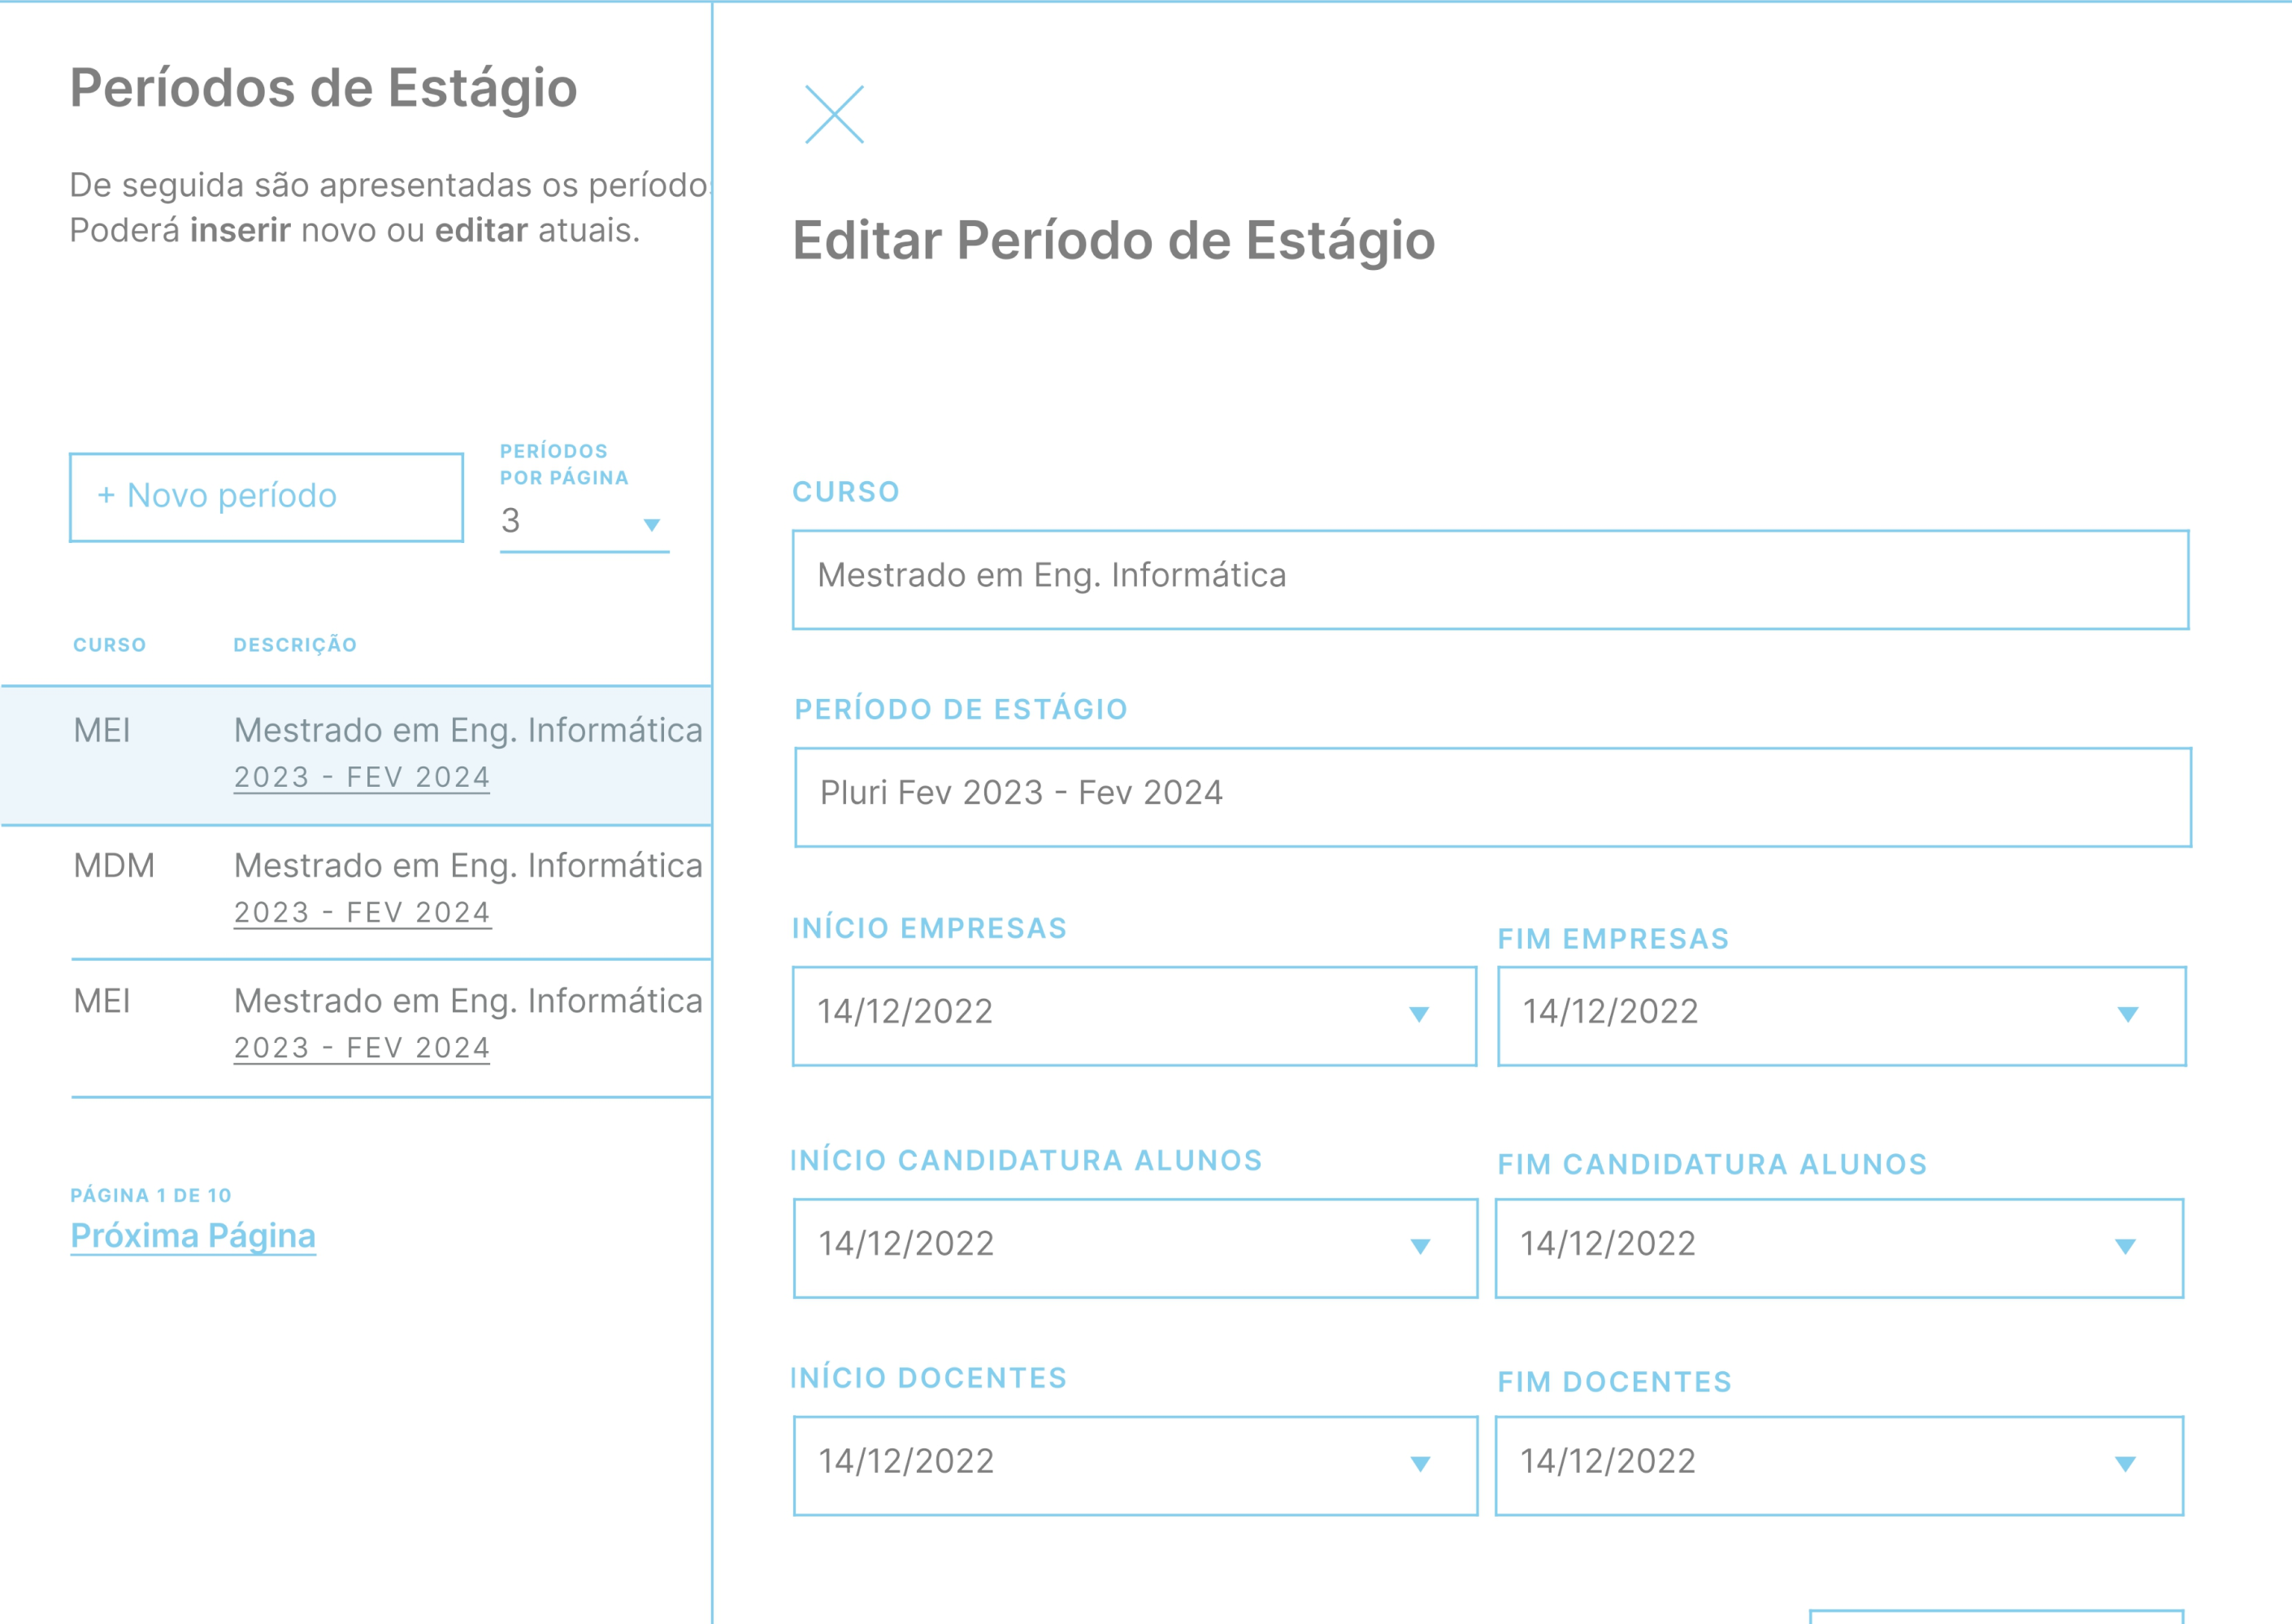 Períodos de Estágio
De seguida são apresentadas os período
Poderá inserir novo ou editar atuais.
+ Novo período
PERÍODOS
POR PÁGINA
3
CURSO DESCRIÇÃO
MEI Mestrado em Eng. Informática
2023 - FEV 2024
MDM Mestrado em Eng. Informática
2023 - FEV 2024
MEI Mestrado em Eng. Informática
2023 - FEV 2024
PÁGINA 1 DE 10
Próxima Página
Editar Período de Estágio
CURSO
Mestrado em Eng. Informática
PERÍODO DE ESTÁGIO
Pluri Fev 2023 - Fev 2024
INÍCIO EMPRESAS FIM EMPRESAS
14/12/2022 14/12/2022
INÍCIO CANDIDATURA ALUNOS FIM CANDIDATURA ALUNOS
14/12/2022 14/12/2022
INÍCIO DOCENTES FIM DOCENTES
14/12/2022 14/12/2022